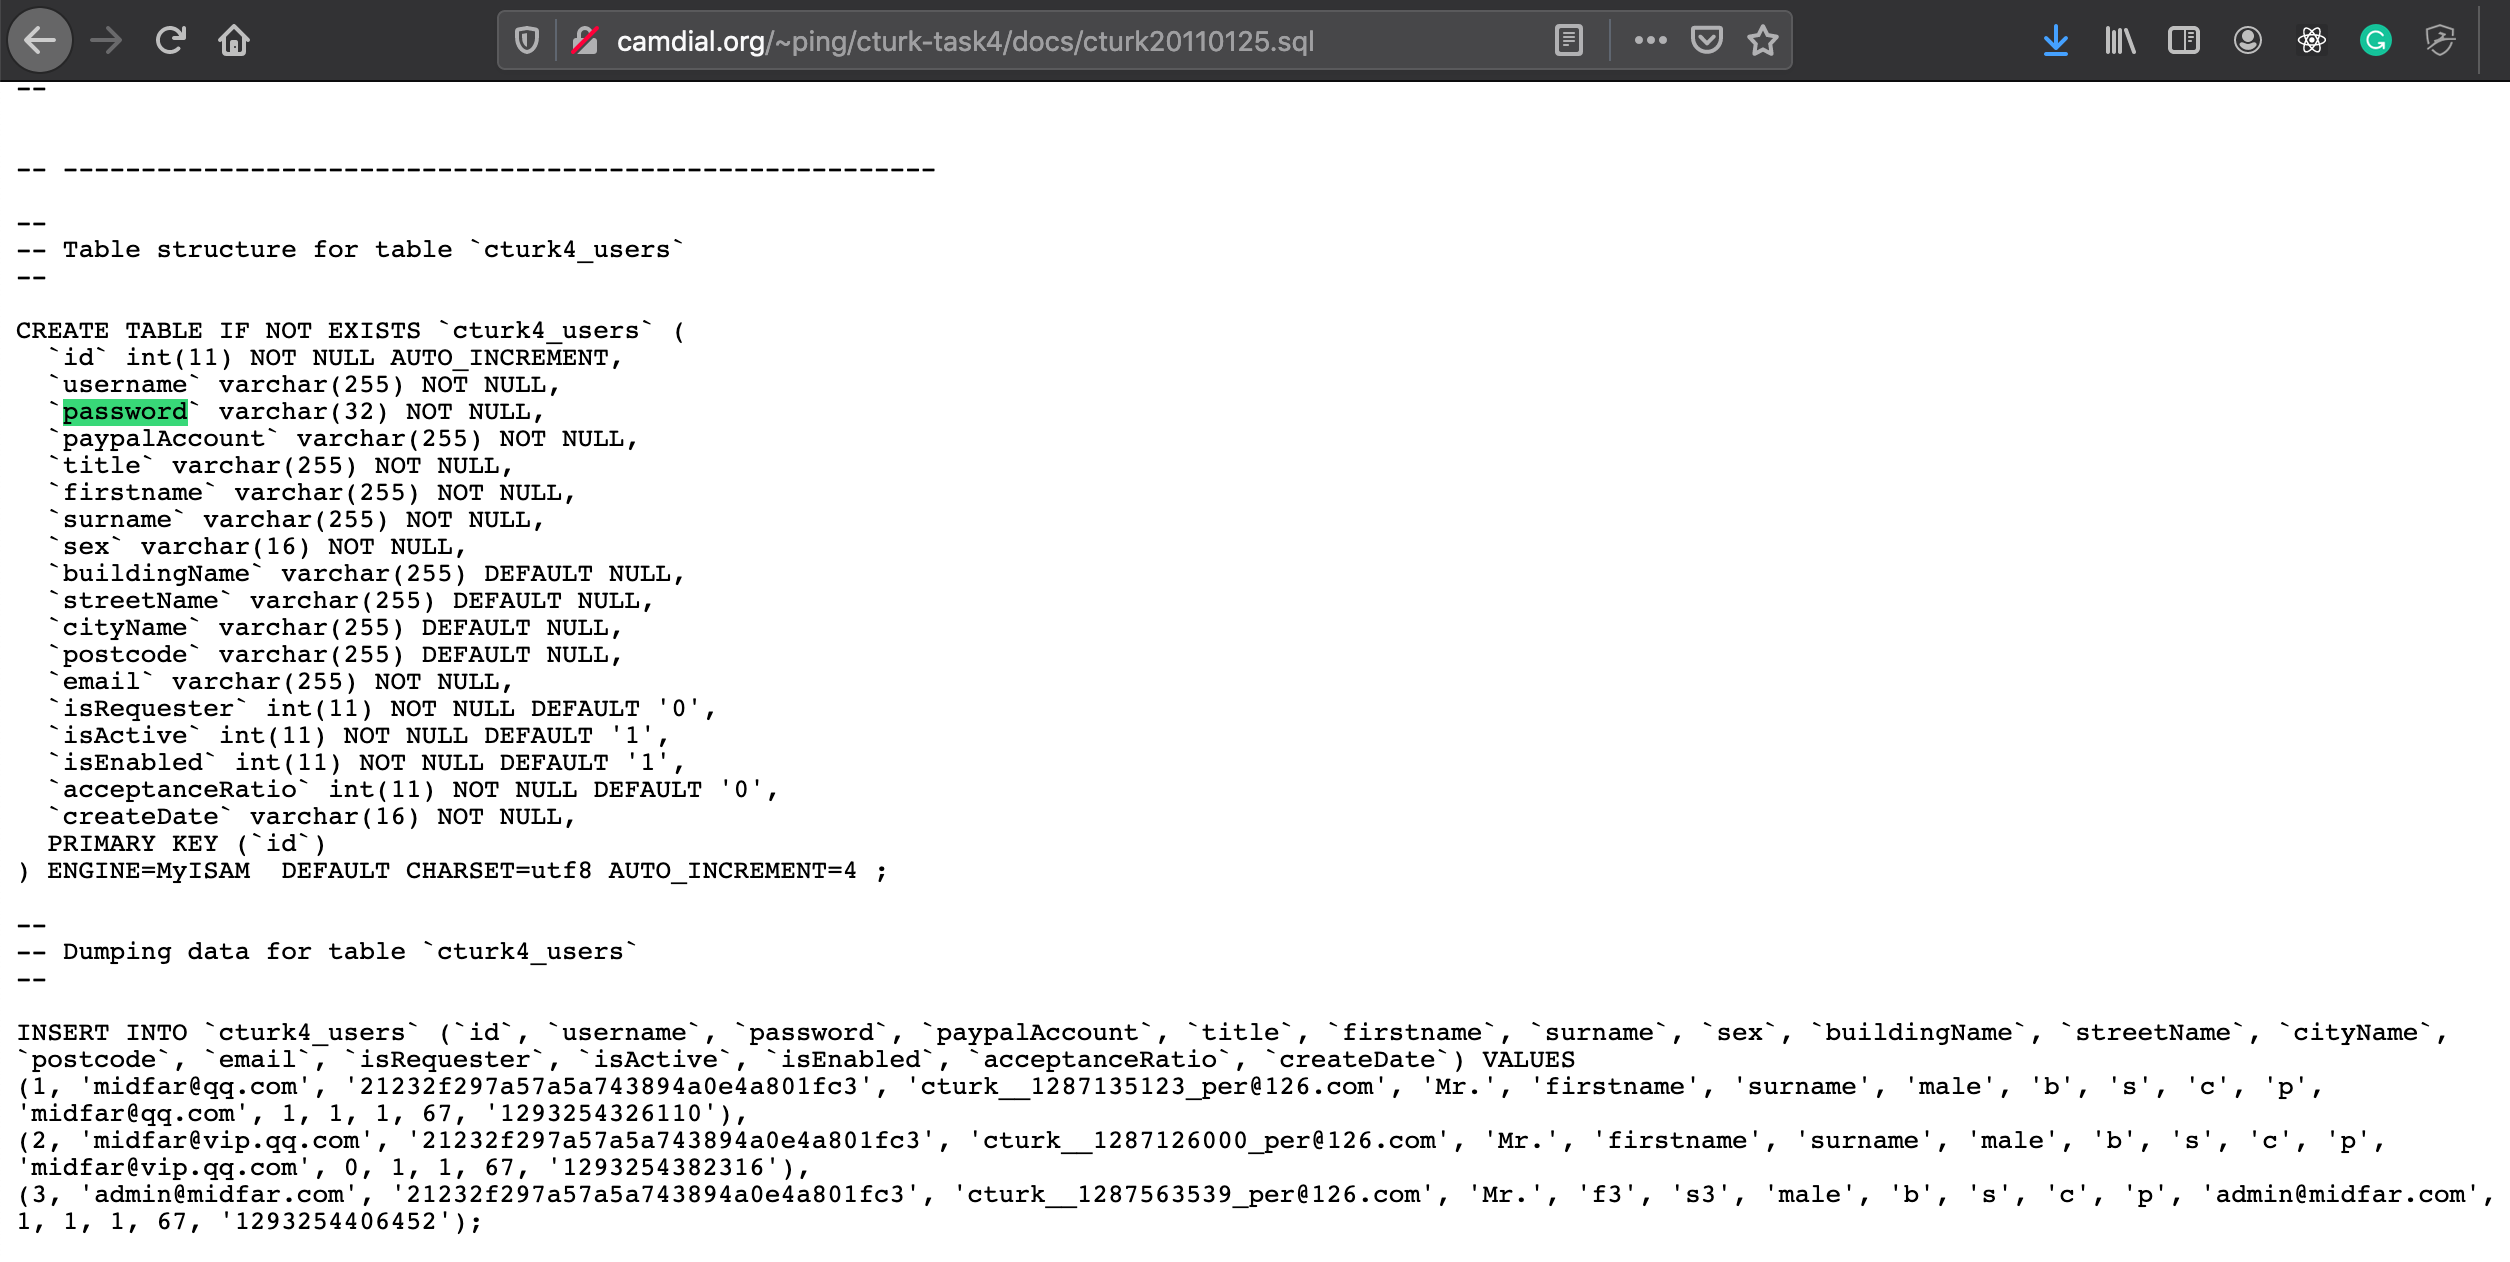 camdial.org/~ping/cturk-task4/docs/cturk20110125.sql
--
-- --------------------------------------------------------
--
-- Table structure for table `cturk4_users`
--
CREATE TABLE IF NOT EXISTS `cturk4_users` (
  `id` int(11) NOT NULL AUTO_INCREMENT,
  `username` varchar(255) NOT NULL,
  `password` varchar(32) NOT NULL,
  `paypalAccount` varchar(255) NOT NULL,
  `title` varchar(255) NOT NULL,
  `firstname` varchar(255) NOT NULL,
  `surname` varchar(255) NOT NULL,
  `sex` varchar(16) NOT NULL,
  `buildingName` varchar(255) DEFAULT NULL,
  `streetName` varchar(255) DEFAULT NULL,
  `cityName` varchar(255) DEFAULT NULL,
  `postcode` varchar(255) DEFAULT NULL,
  `email` varchar(255) NOT NULL,
  `isRequester` int(11) NOT NULL DEFAULT '0',
  `isActive` int(11) NOT NULL DEFAULT '1',
  `isEnabled` int(11) NOT NULL DEFAULT '1',
  `acceptanceRatio` int(11) NOT NULL DEFAULT '0',
  `createDate` varchar(16) NOT NULL,
  PRIMARY KEY (`id`)
) ENGINE=MyISAM  DEFAULT CHARSET=utf8 AUTO_INCREMENT=4 ;
--
-- Dumping data for table `cturk4_users`
--
INSERT INTO `cturk4_users` (`id`, `username`, `password`, `paypalAccount`, `title`, `firstname`, `surname`, `sex`, `buildingName`, `streetName`, `cityName`,
`postcode`, `email`, `isRequester`, `isActive`, `isEnabled`, `acceptanceRatio`, `createDate`) VALUES
(1, 'midfar@qq.com', '21232f297a57a5a743894a0e4a801fc3', 'cturk__1287135123_per@126.com', 'Mr.', 'firstname', 'surname', 'male', 'b', 's', 'c', 'p',
'midfar@qq.com', 1, 1, 1, 67, '1293254326110'),
(2, 'midfar@vip.qq.com', '21232f297a57a5a743894a0e4a801fc3', 'cturk__1287126000_per@126.com', 'Mr.', 'firstname', 'surname', 'male', 'b', 's', 'c', 'p',
'midfar@vip.qq.com', 0, 1, 1, 67, '1293254382316'),
(3, 'admin@midfar.com', '21232f297a57a5a743894a0e4a801fc3', 'cturk__1287563539_per@126.com', 'Mr.', 'f3', 's3', 'male', 'b', 's', 'c', 'p', 'admin@midfar.com',
1, 1, 1, 67, '1293254406452');